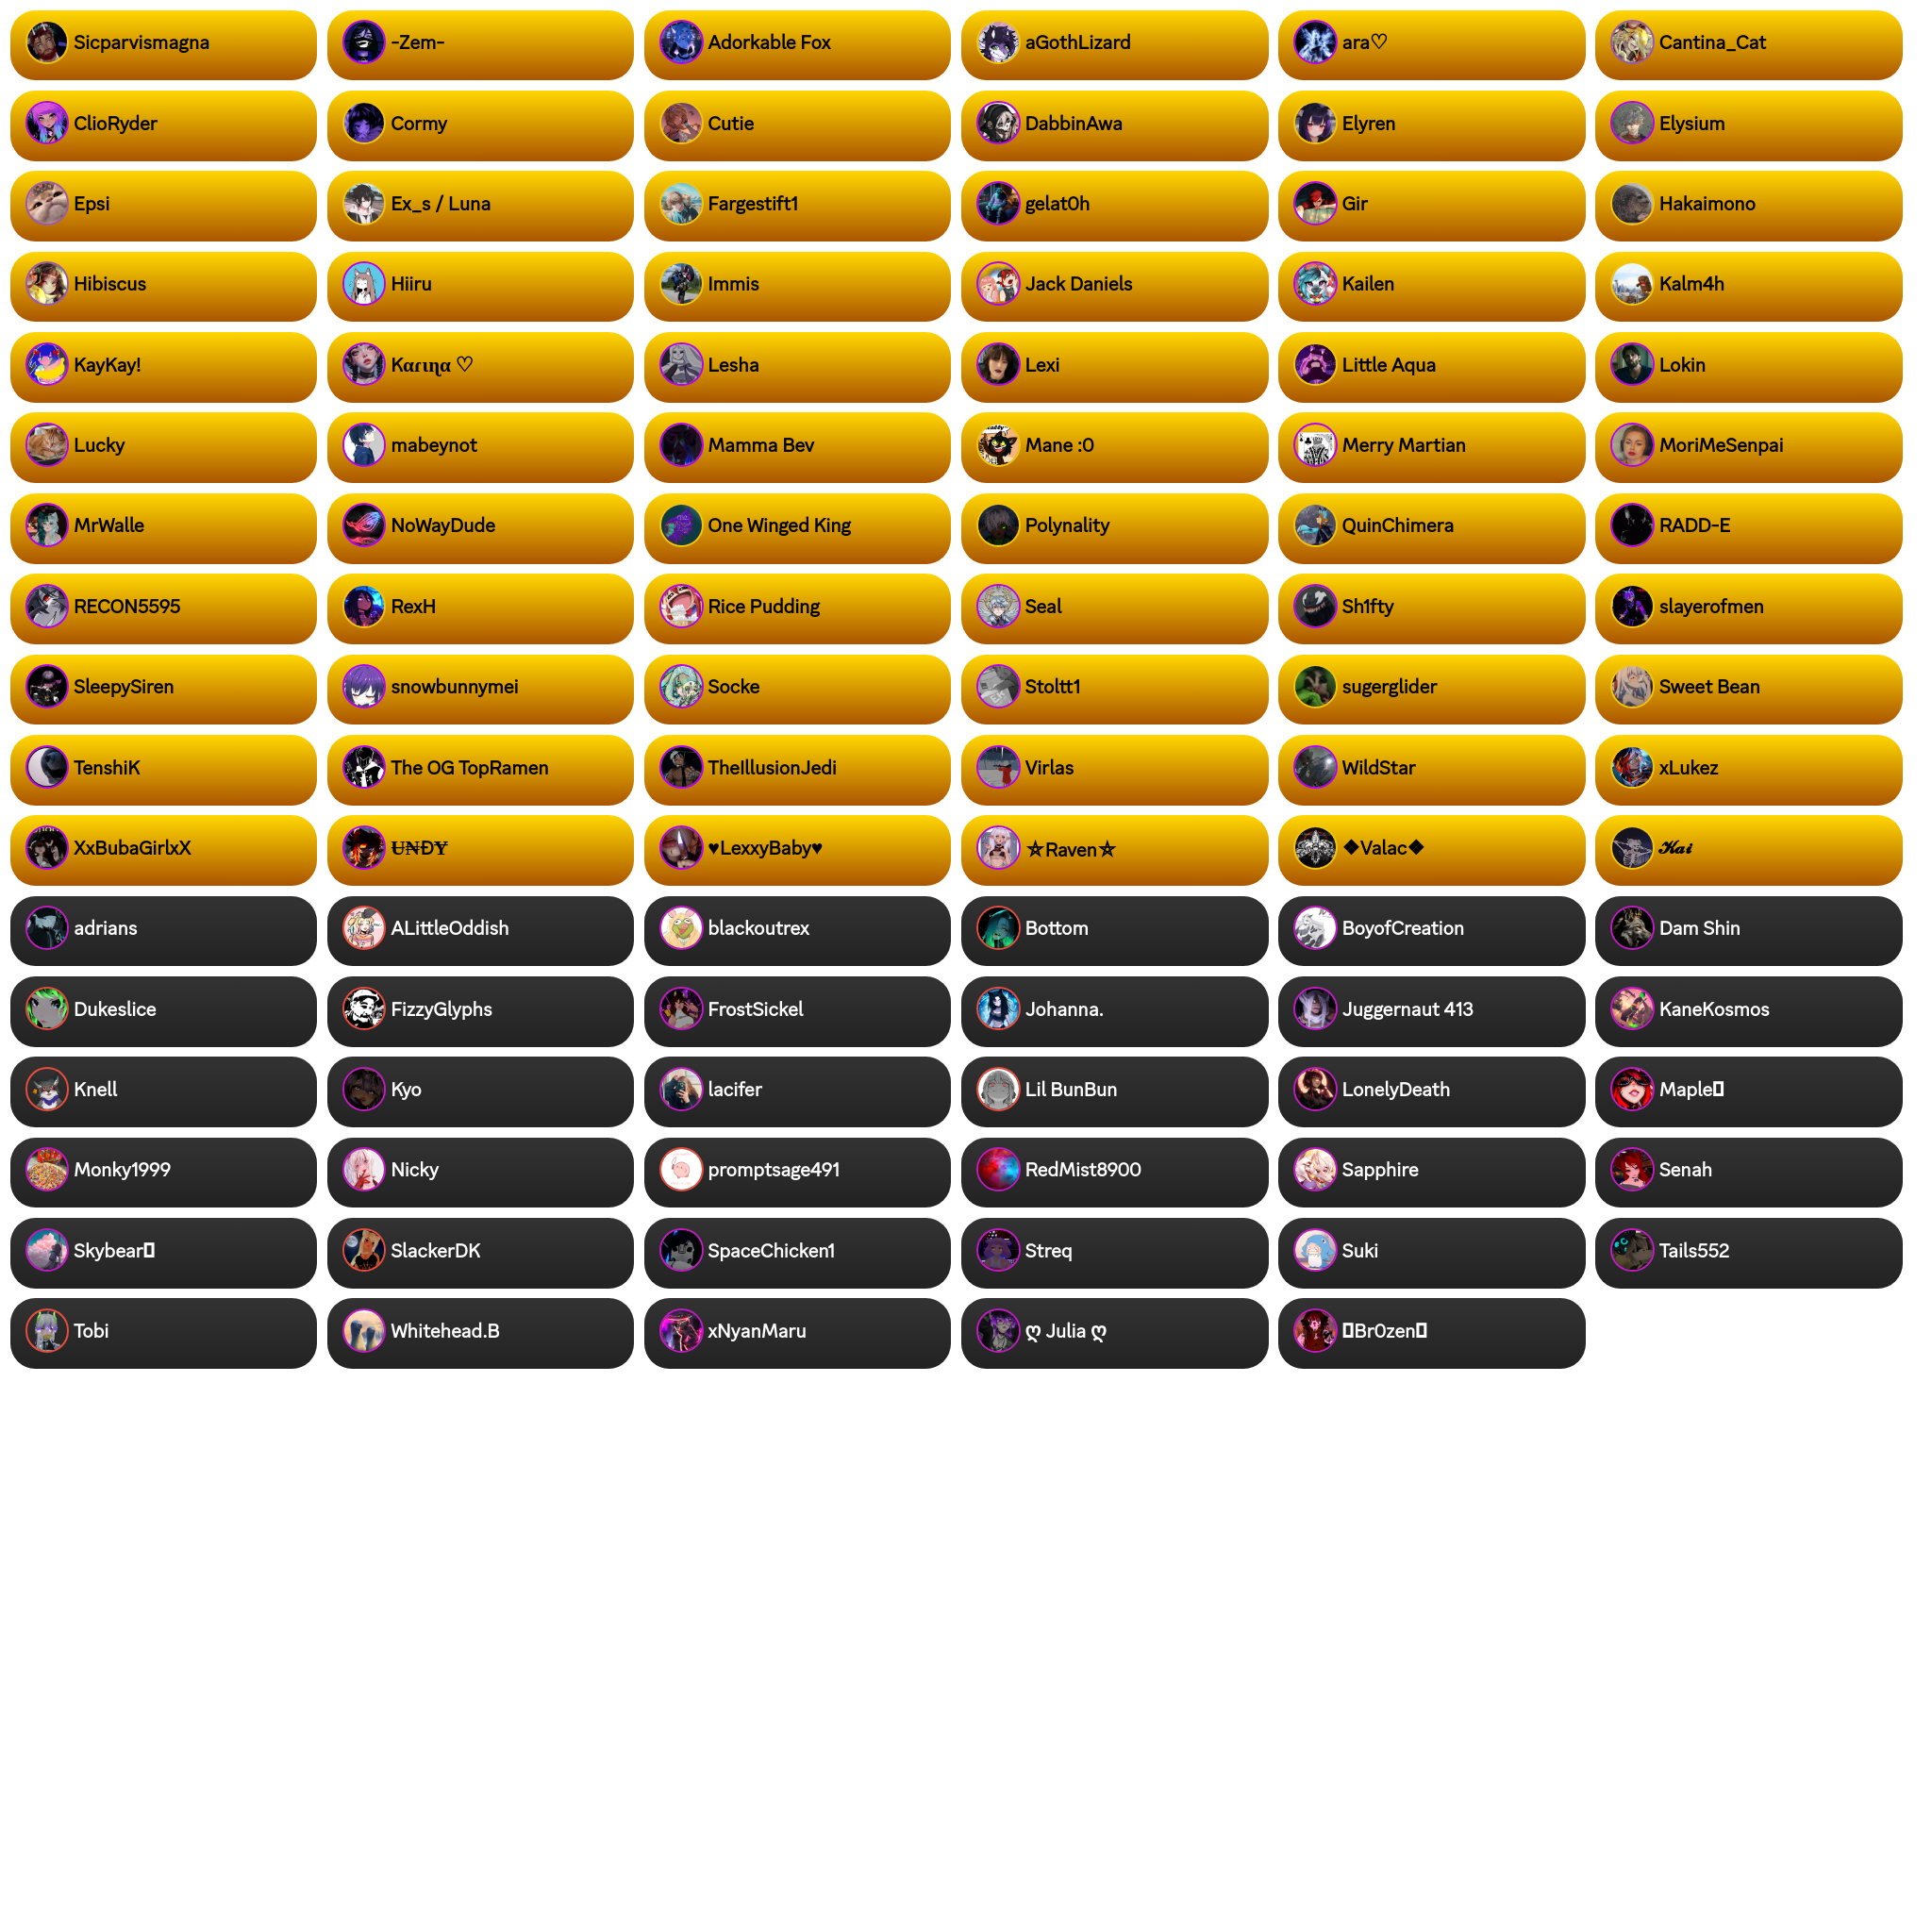 Sicparvismagna
-Zem-
Adorkable Fox
aGothLizard
ara♡
Cantina_Cat
ClioRyder
Cormy
Cutie
DabbinAwa
Elyren
Elysium
Epsi
Ex_s / Luna
Fargestift1
gelat0h
Gir
Hakaimono
Hibiscus
Hiiru
Immis
Jack Daniels
Kailen
Kalm4h
KayKay!
Kαɾιɳα ♡
Lesha
Lexi
Little Aqua
Lokin
Lucky
mabeynot
Mamma Bev
Mane :0
Merry Martian
MoriMeSenpai
MrWalle
NoWayDude
One Winged King
Polynality
QuinChimera
RADD-E
RECON5595
RexH
Rice Pudding
Seal
Sh1fty
slayerofmen
SleepySiren
snowbunnymei
Socke
Stoltt1
sugerglider
Sweet Bean
TenshiK
The OG TopRamen
TheIllusionJedi
Virlas
WildStar
xLukez
XxBubaGirlxX
U̶N̶D̶Y̶
♥LexxyBaby♥
⛤Raven⛤
❖Valac❖
𝓚𝓪𝓲
adrians
ALittleOddish
blackoutrex
Bottom
BoyofCreation
Dam Shin
Dukeslice
FizzyGlyphs
FrostSickel
Johanna.
Juggernaut 413
KaneKosmos
Knell
Kyo
lacifer
Lil BunBun
LonelyDeath
Maple
Monky1999
Nicky
promptsage491
RedMist8900
Sapphire
Senah
Skybear
SlackerDK
SpaceChicken1
Streq
Suki
Tails552
Tobi
Whitehead.B
xNyanMaru
ღ Julia ღ
Br0zen